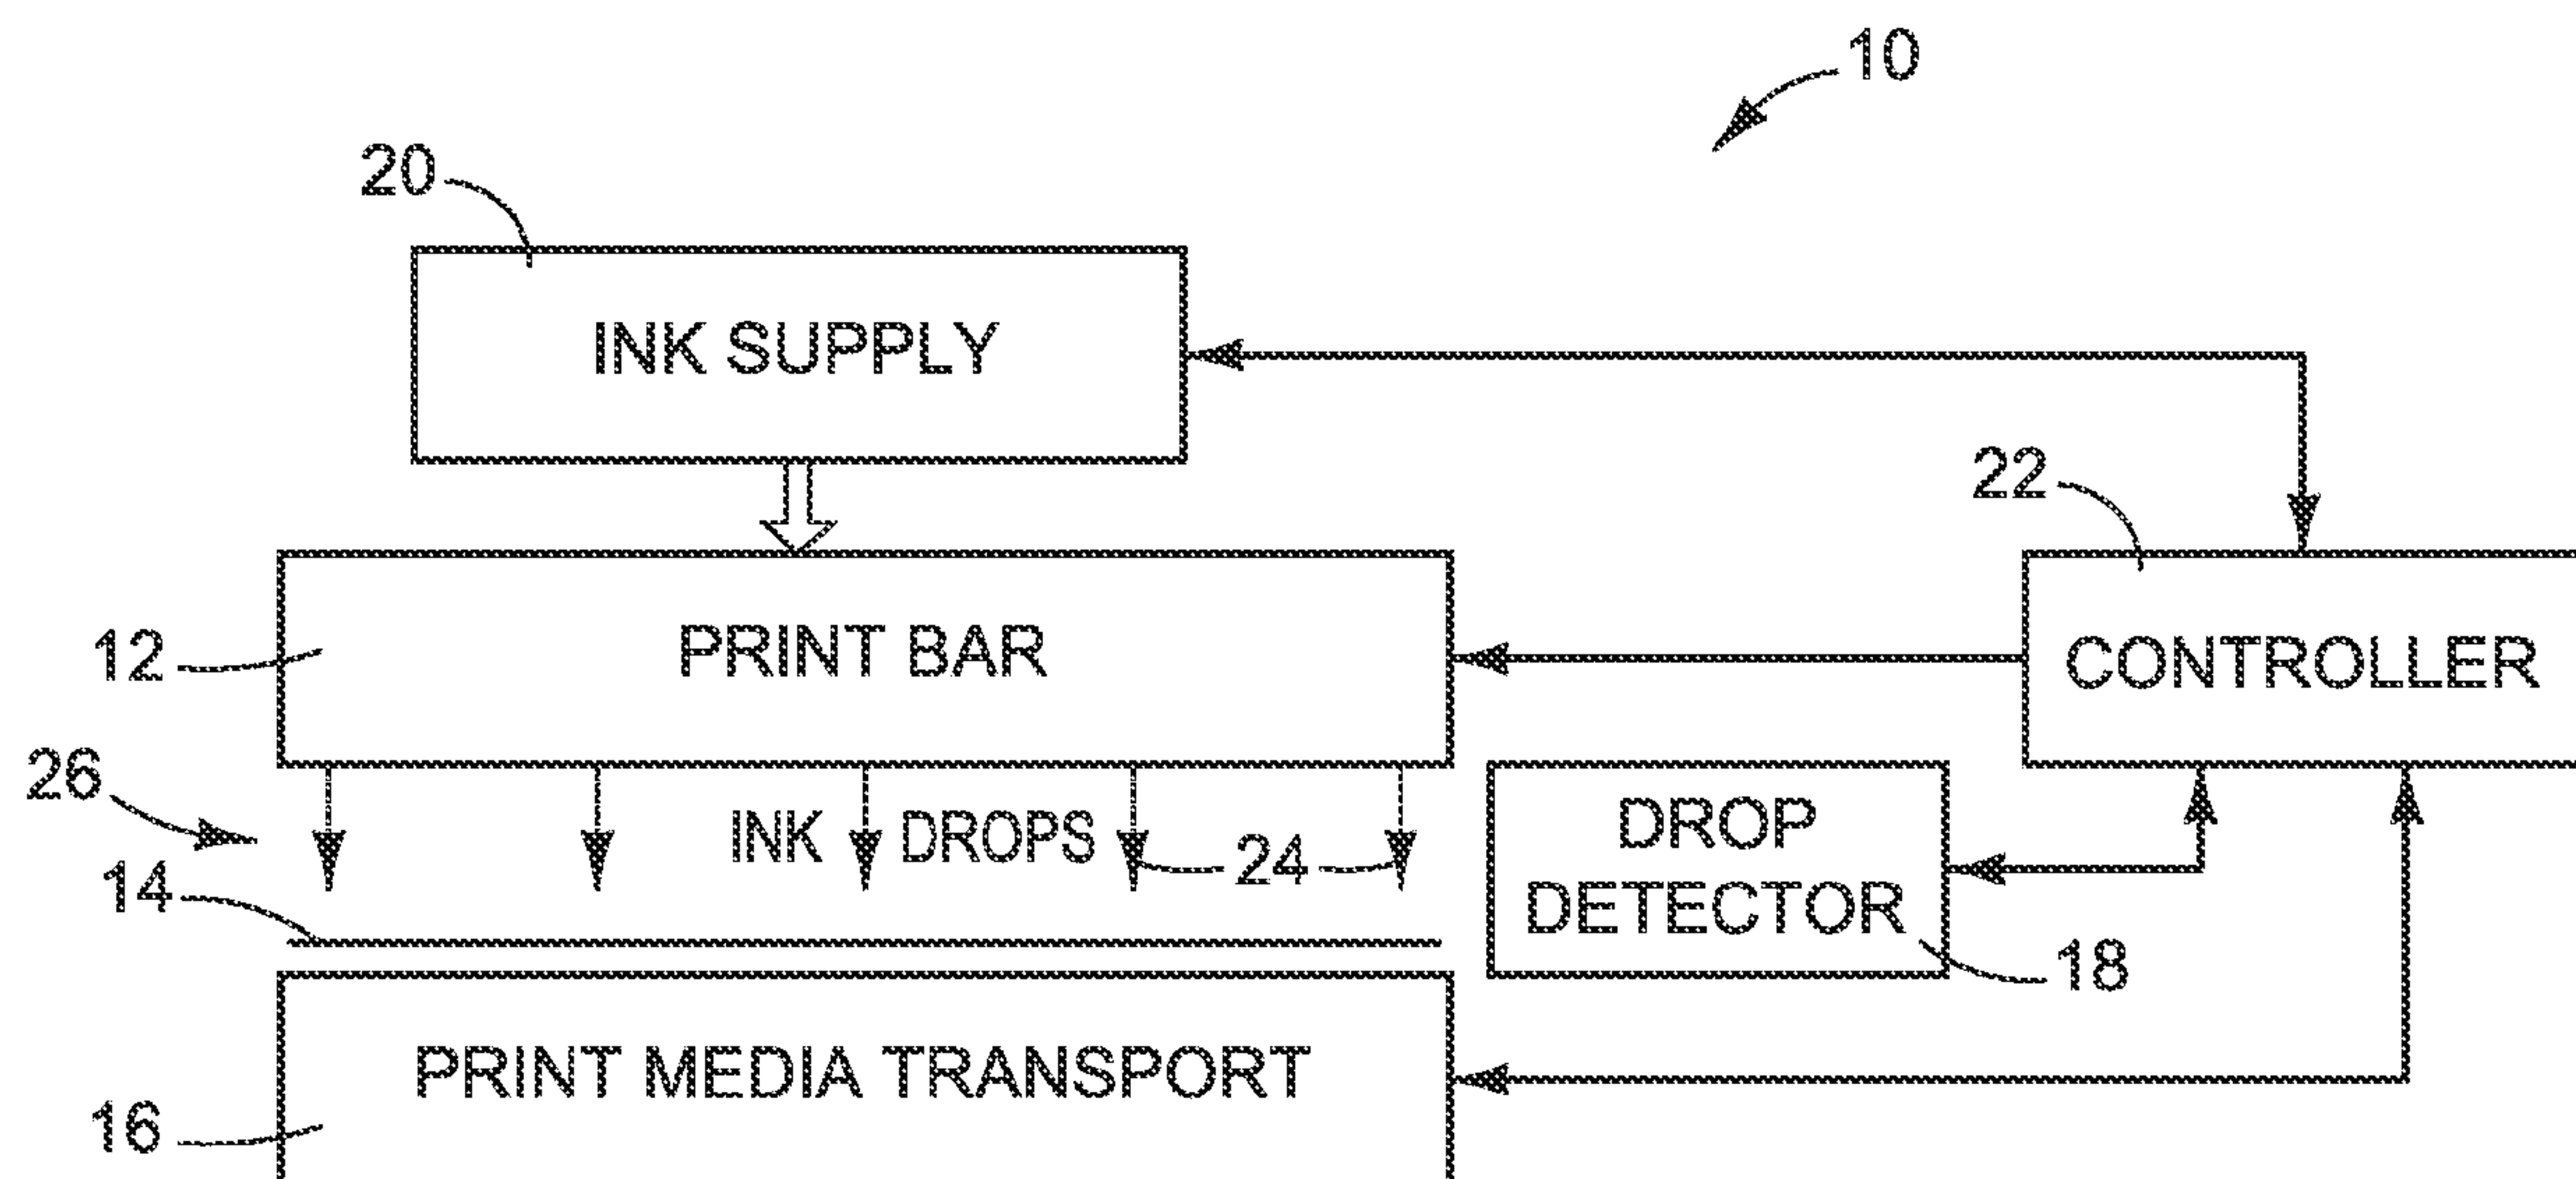 10
20
INK SUPPLY
22
12
PRINT BAR
CONTROLLER
26
INK DROPS
24
DROP
DETECTOR
14
18
PRINT MEDIA TRANSPORT
16